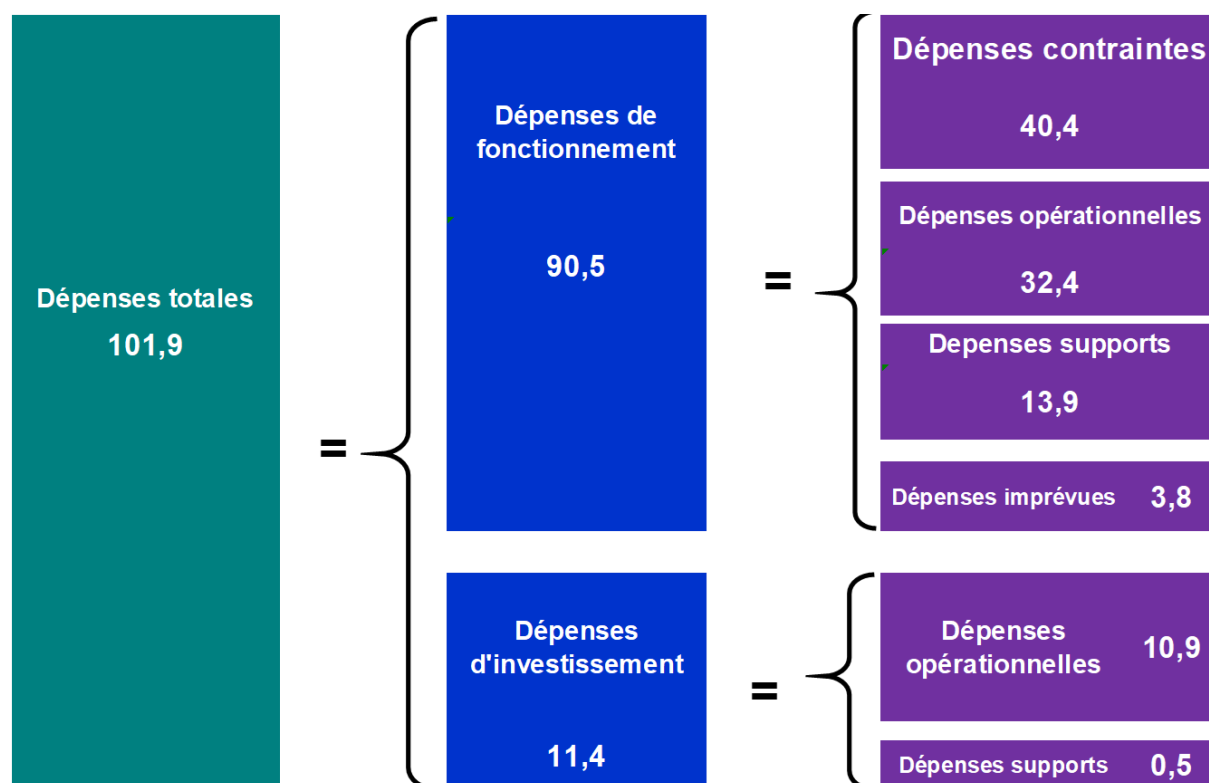 Dépenses totales
101,9
=
Dépenses de
fonctionnement
90,5
=
Dépenses contraintes
40,4
Dépenses opérationnelles
32,4
Depenses supports
13,9
Dépenses imprévues 3,8
Dépenses
d'investissement
11,4
=
Dépenses
opérationnelles 10,9
Dépenses supports 0,5